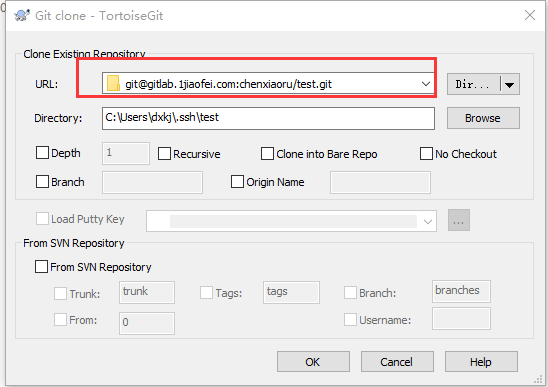 Git clone - TortoiseGit
Clone Existing Repository
URL: git@gitlab.1jiaofei.com:chenxiaoru/test.git Dir...
Directory: C:\Users\dxkj\.ssh\test Browse
Depth 1 Recursive Clone into Bare Repo No Checkout
Branch Origin Name
Load Putty Key ...
From SVN Repository
From SVN Repository
Trunk: trunk Tags: tags Branch: branches
From: 0 Username:
OK Cancel Help